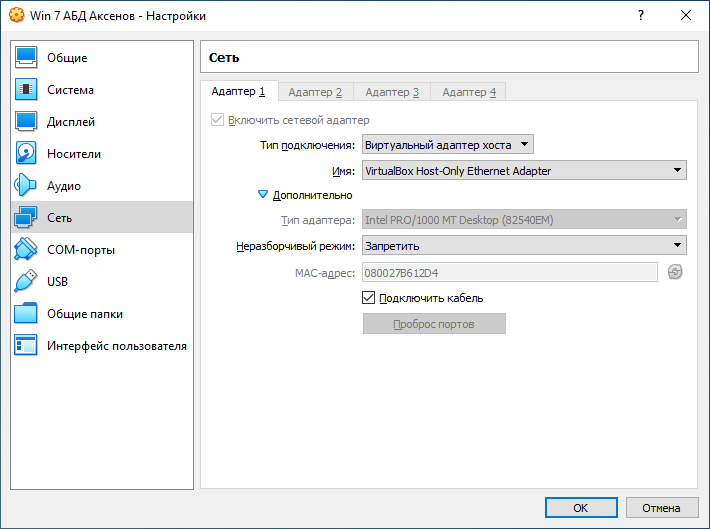 Win 7 АБД Аксенов - Настройки
?
Общие
Система
Дисплей
Носители
Аудио
Сеть
COM-порты
USB
Общие папки
Интерфейс пользователя
Сеть
Адаптер 1 Адаптер 2 Адаптер 3 Адаптер 4
Включить сетевой адаптер
Тип подключения: Виртуальный адаптер хоста
Имя: VirtualBox Host-Only Ethernet Adapter
Дополнительно
Тип адаптера: Intel PRO/1000 MT Desktop (82540EM)
Неразборчивый режим: Запретить
MAC-адрес: 080027B612D4
Подключить кабель
Проброс портов
OK Отмена